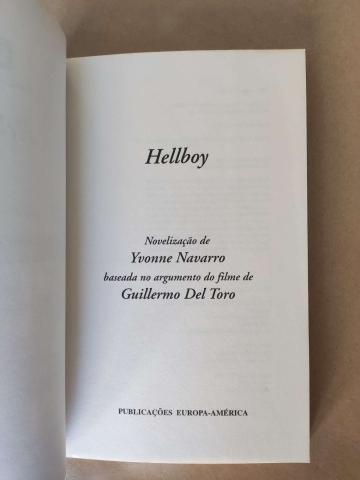 Hellboy
Novelização de
Yvonne Navarro
baseada no argumento do filme de
Guillermo Del Toro
PUBLICAÇÕES EUROPA-AMÉRICA